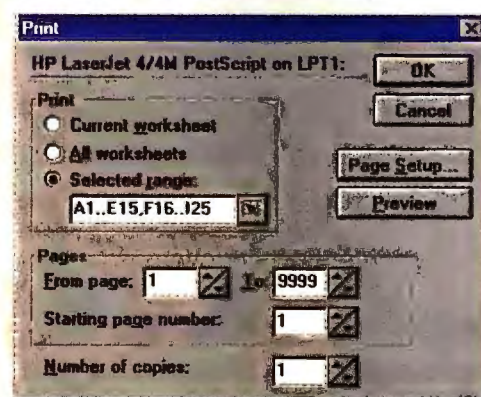 Print
HP LaserJet 4/4M PostScript on LPT1:
OK
Print
Cancel
Current worksheet
All worksheets
Page Setup...
Selected range:
A1..E15,F16..I25
Preview
Pages
From page: 1 To: 9999
Starting page number: 1
Number of copies: 1